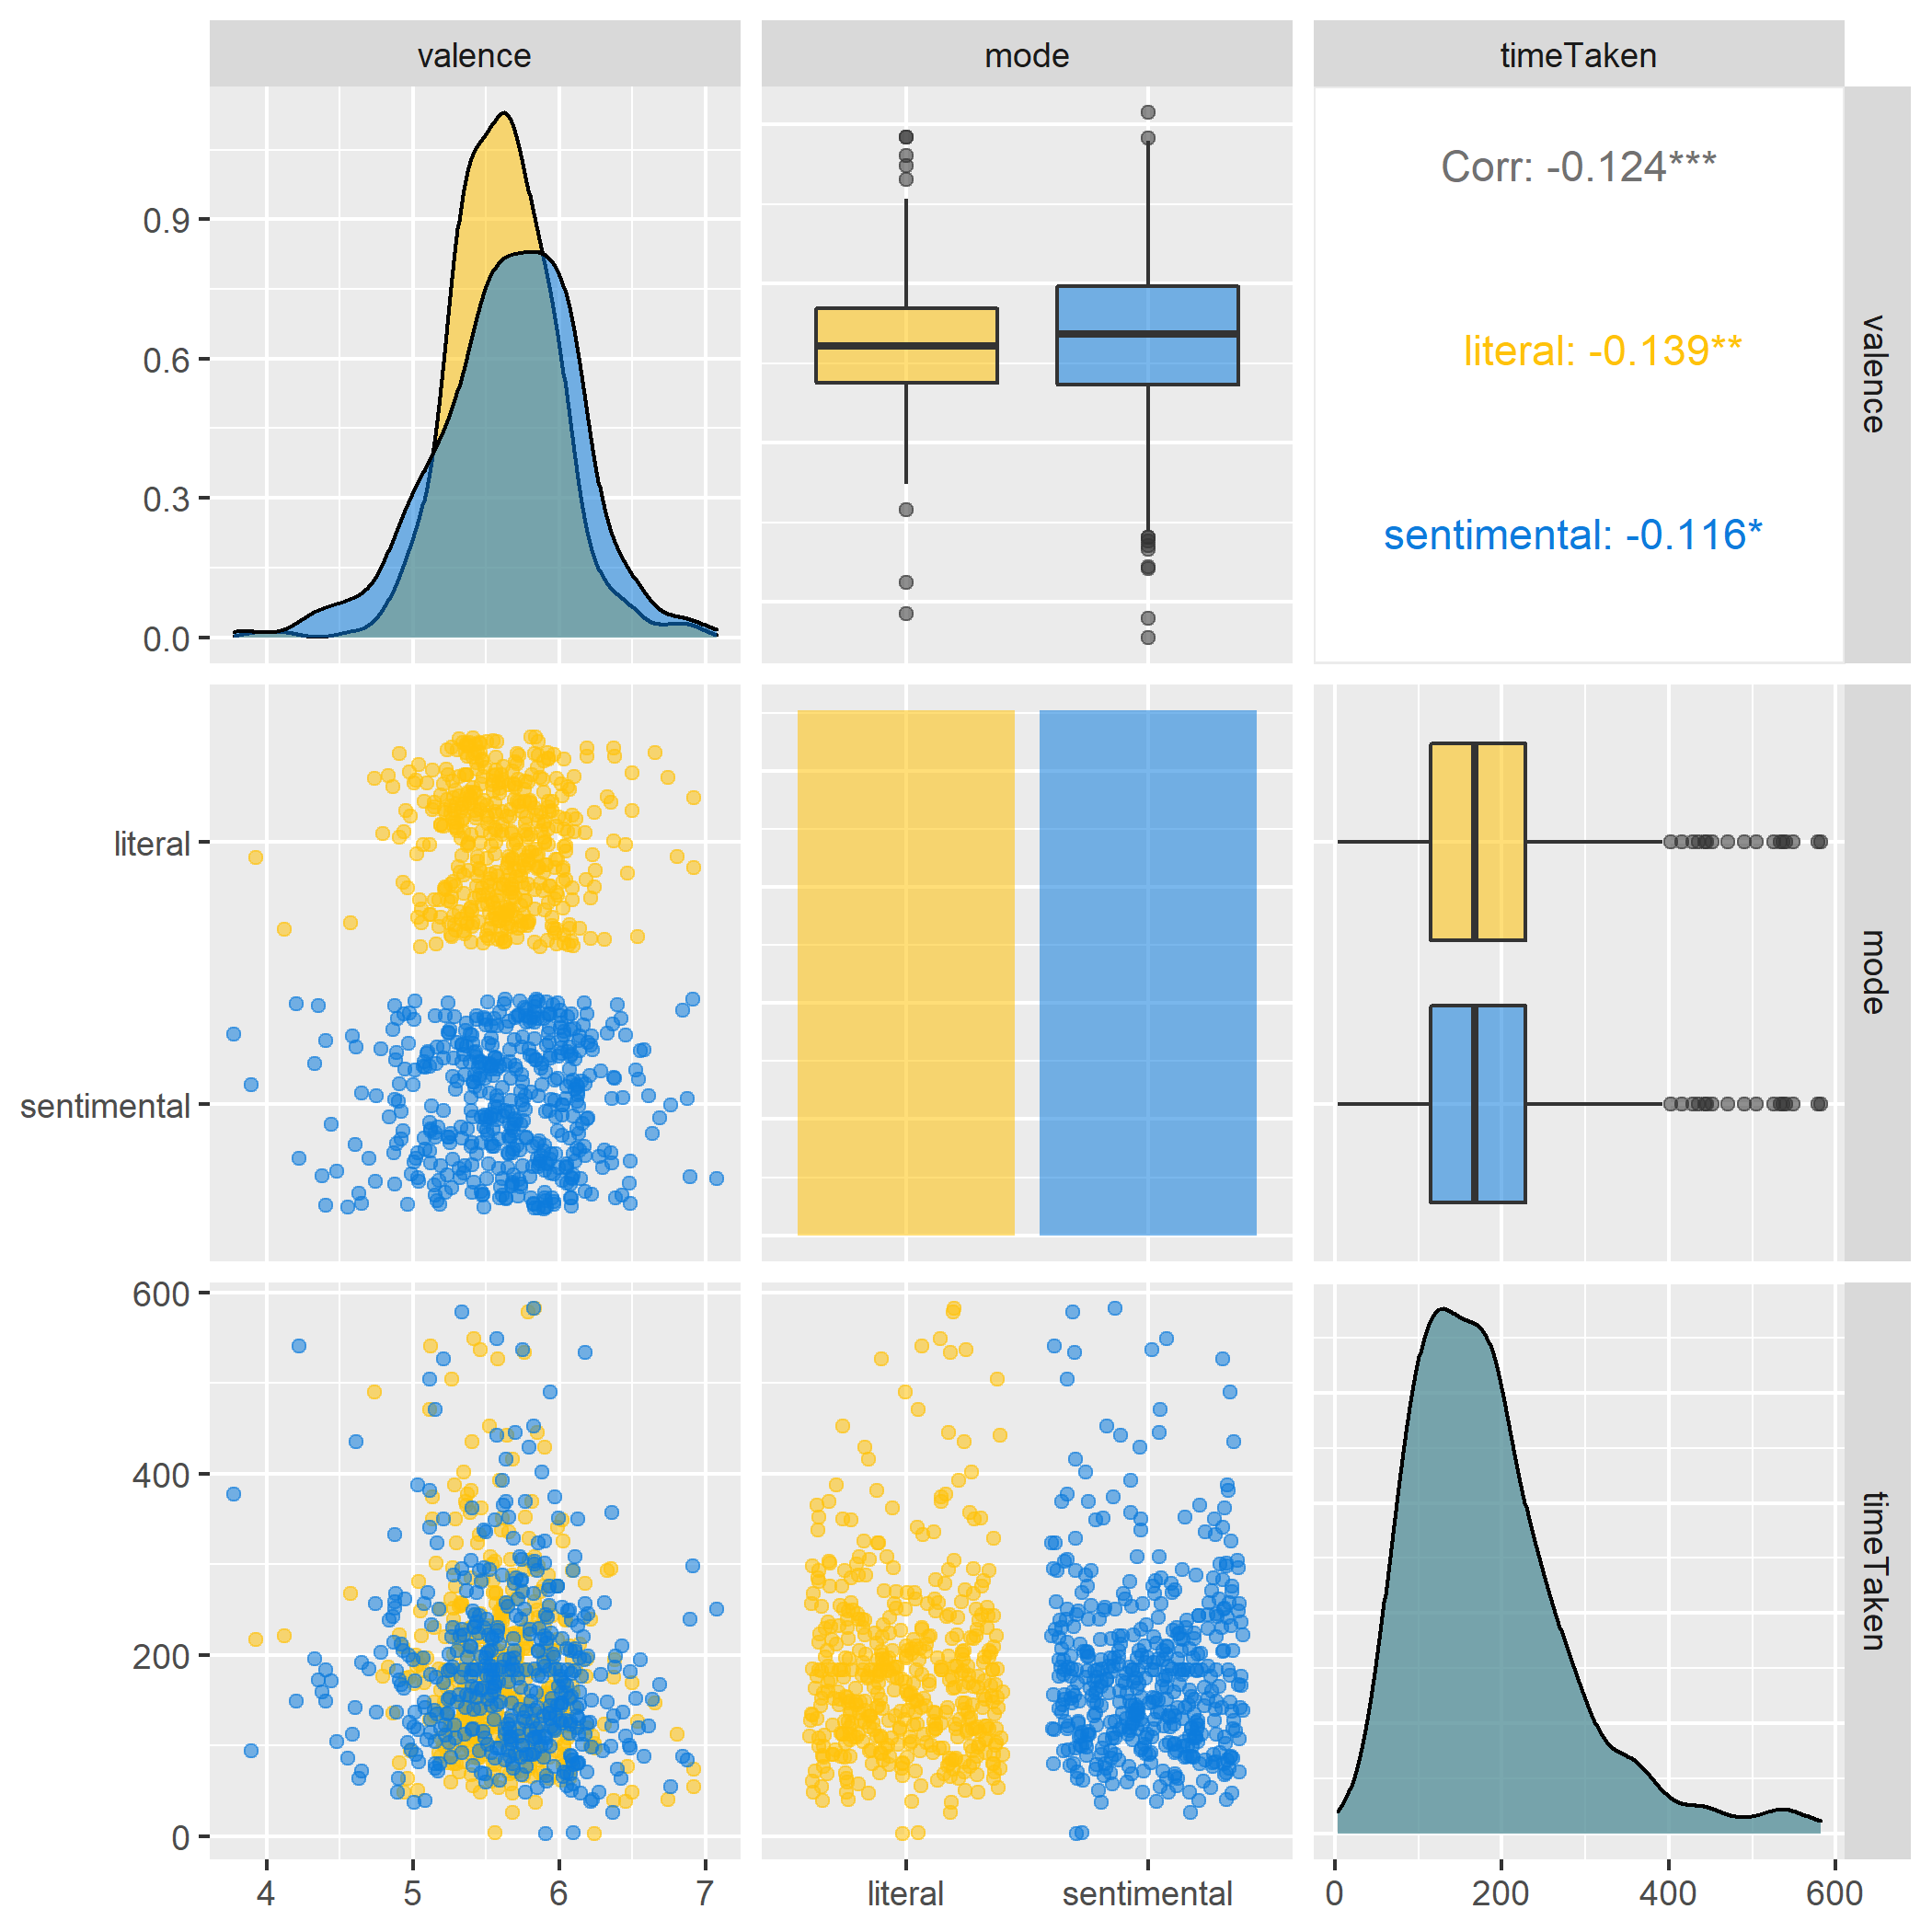 valence
mode
timeTaken
0.9
0.6
0.3
0.0
Corr: -0.124***
literal: -0.139**
sentimental: -0.116*
valence
literal
sentimental
mode
600
400
200
0
timeTaken
4 5 6 7
literal sentimental
0 200 400 600